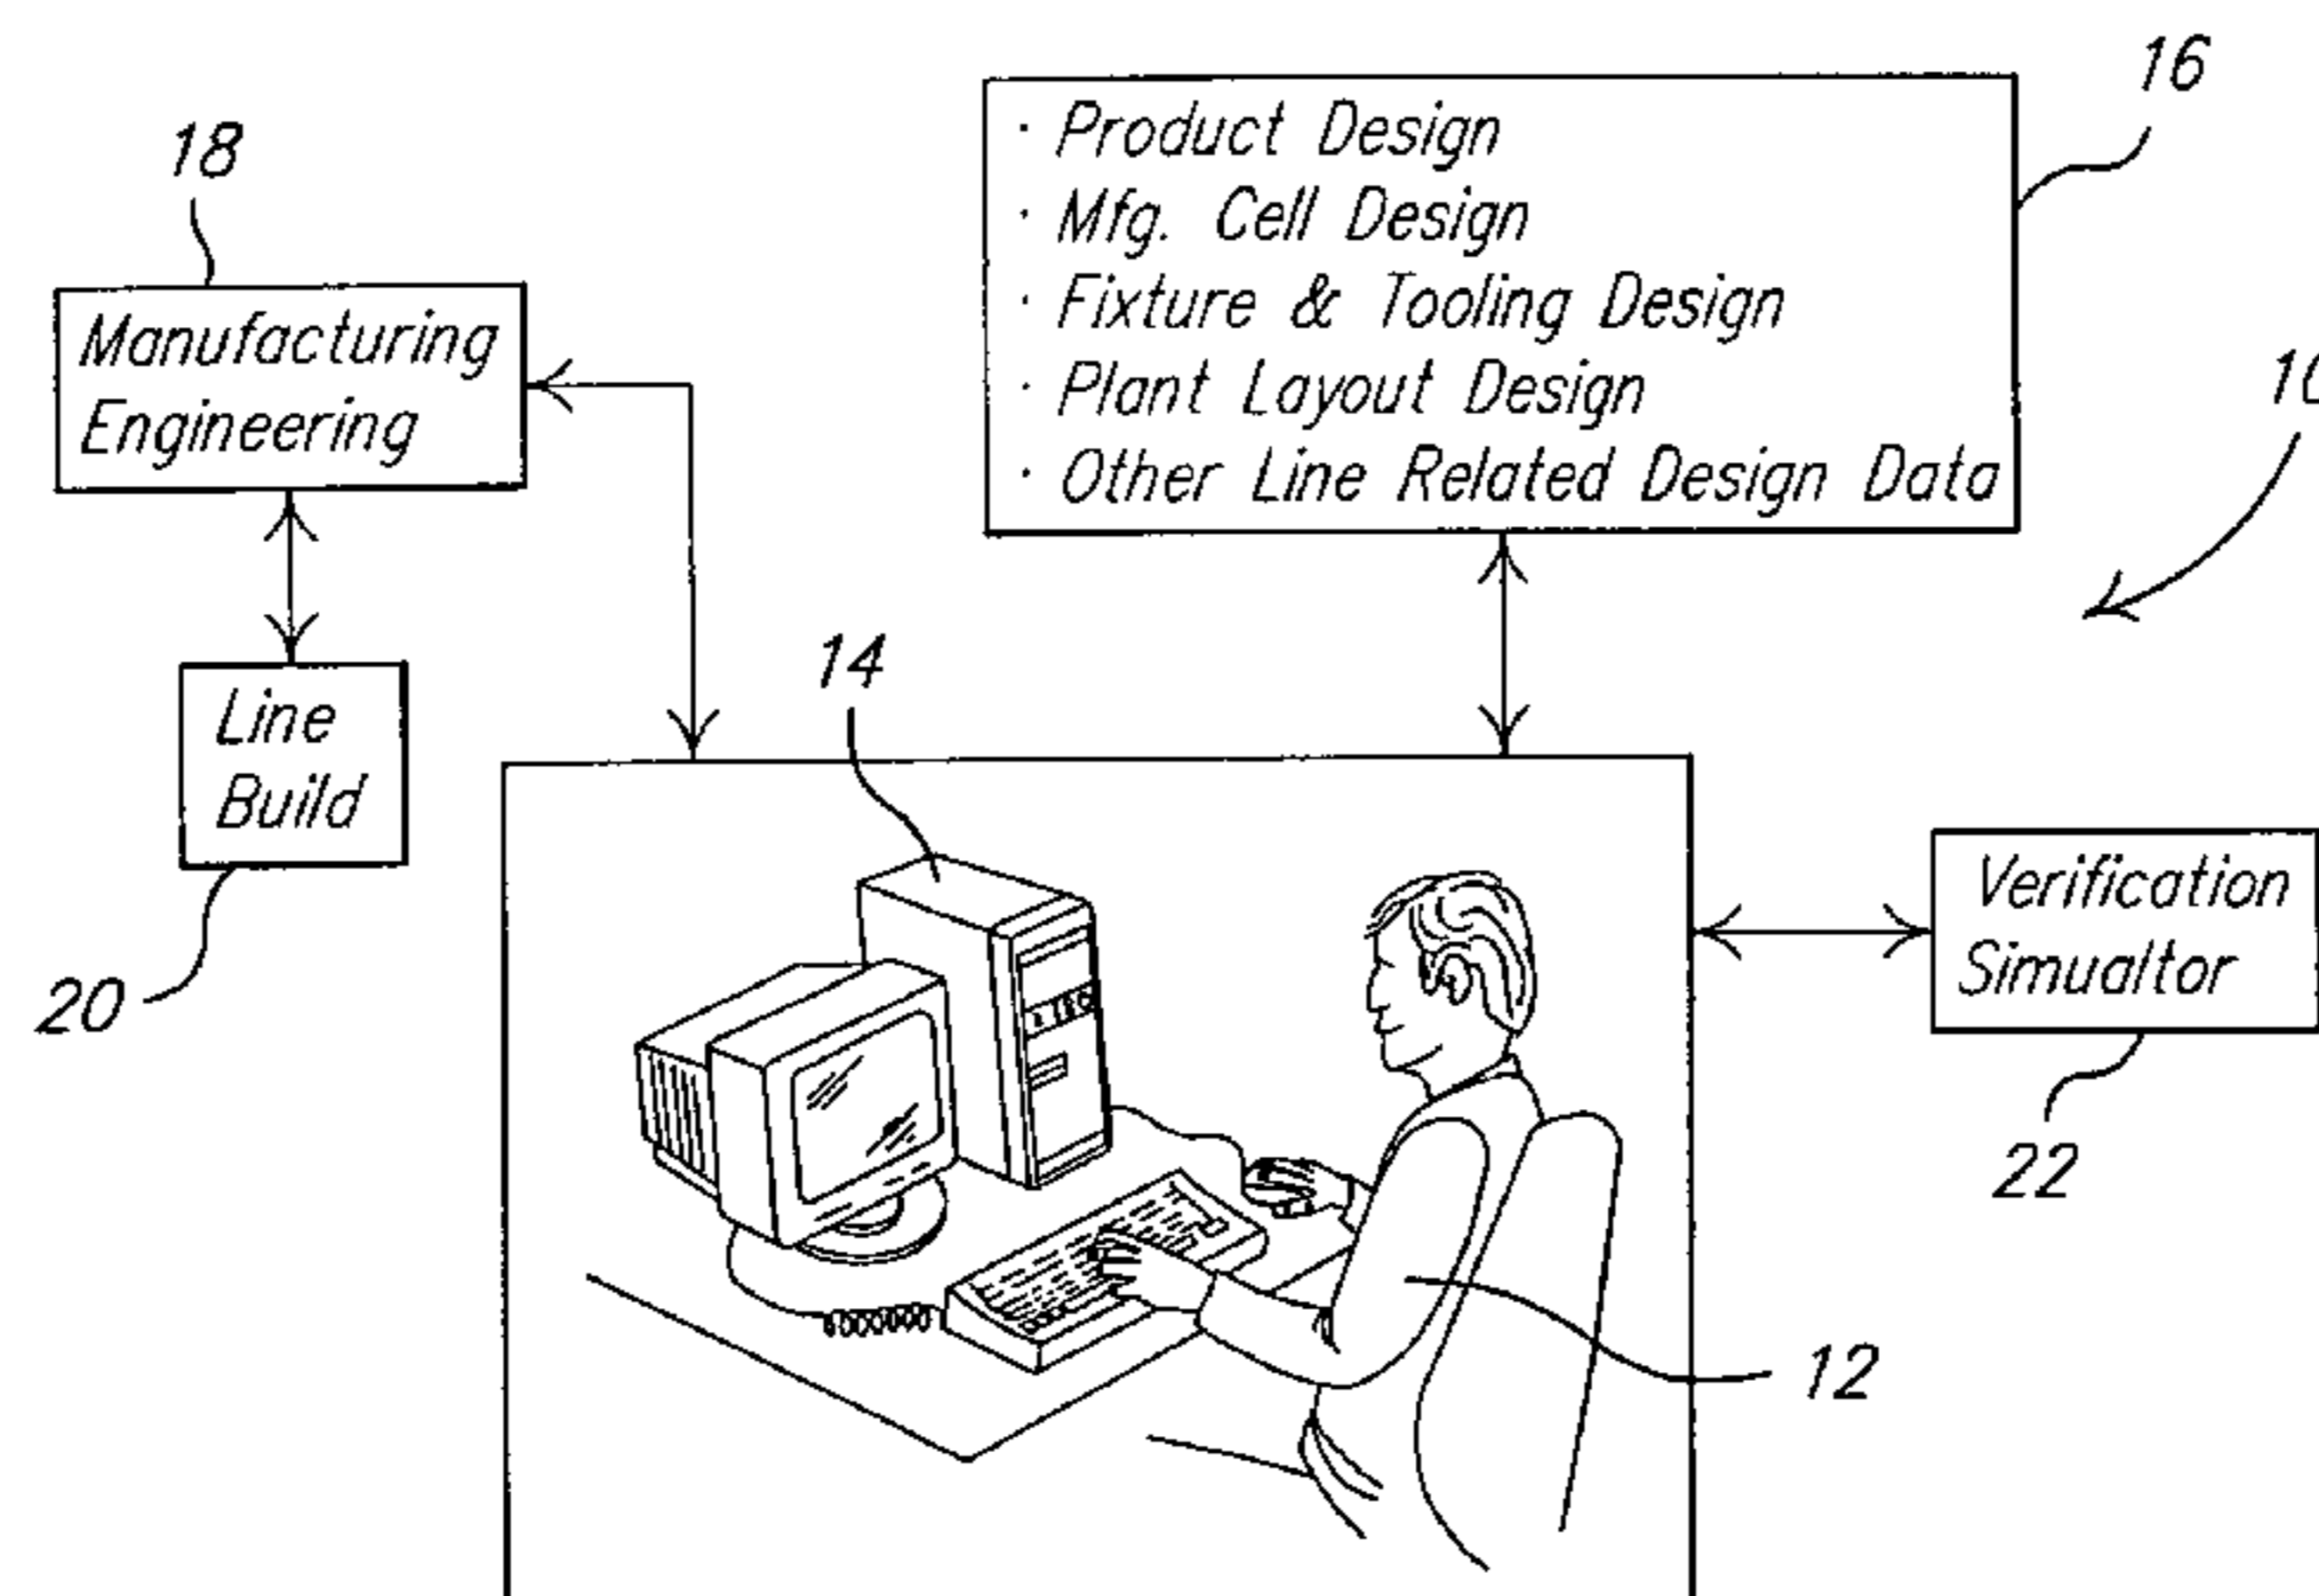 16
18
· Product Design
· Mfg. Cell Design
· Fixture & Tooling Design
· Plant Layout Design
· Other Line Related Design Data
10
Manufacturing
Engineering
14
Line
Build
Verification
Simualtor
20
22
12